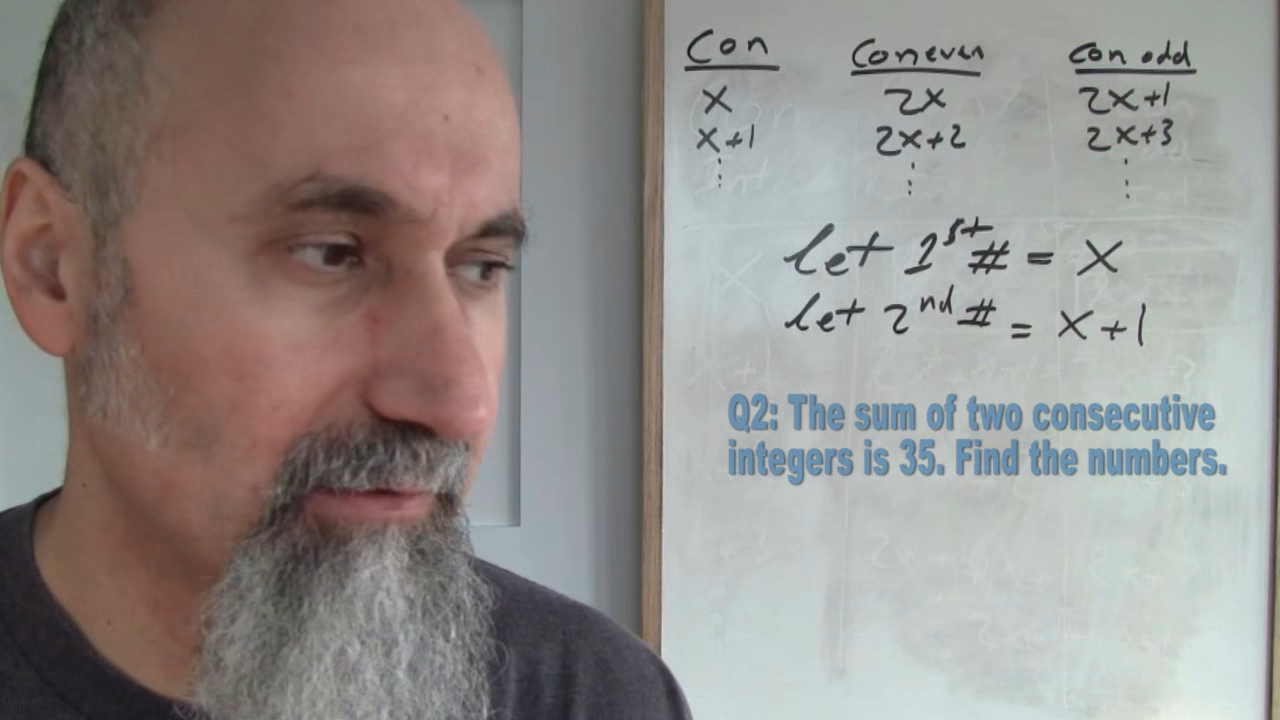 Con Con even Con odd
x 2x 2x+1
x+1 2x+2 2x+3
⋮ ⋮ ⋮
let 1st # = x
let 2nd # = x+1
Q2: The sum of two consecutive
integers is 35. Find the numbers.